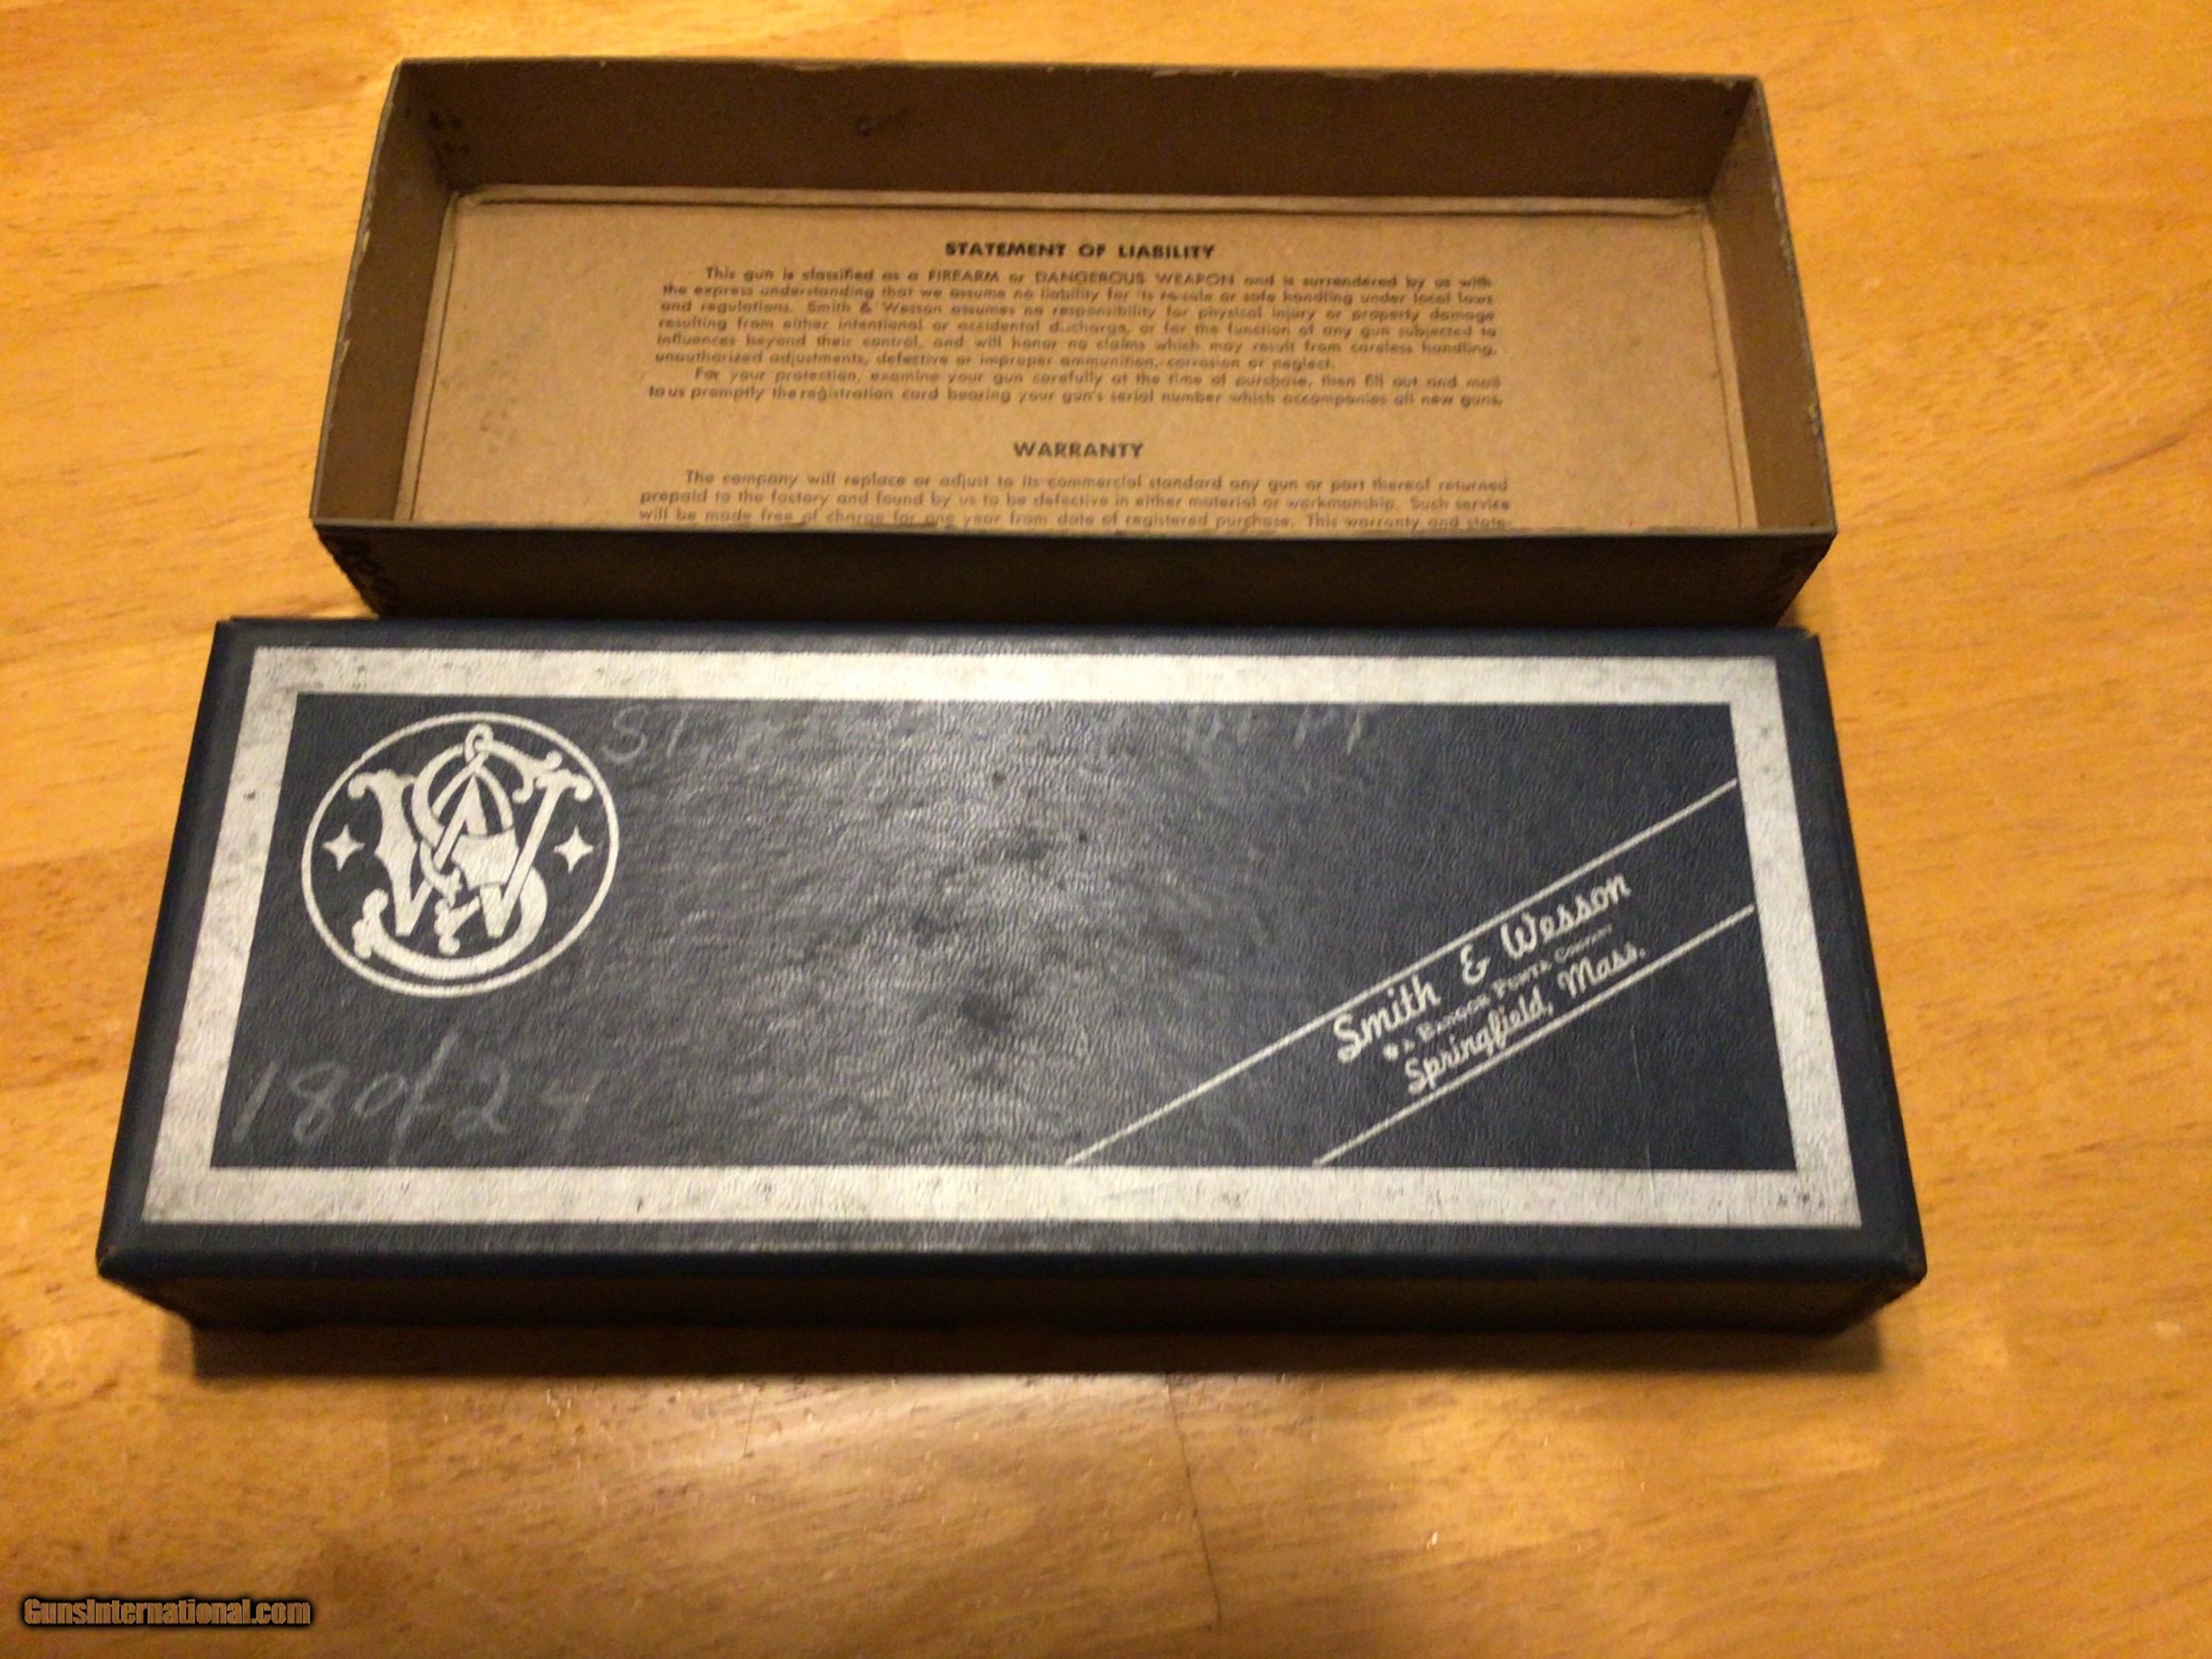 STATEMENT OF LIABILITY
This gun is classified as a FIREARM or DANGEROUS WEAPON and is surrendered by us with
the express understanding that we assume no liability for its re-sale or safe handling under local laws
and regulations. Smith & Wesson assumes no responsibility for physical injury or property damage
resulting from either intentional or accidental discharge, or for the function of any gun subjected to
influences beyond their control, and will honor no claims which may result from careless handling,
unauthorized adjustments, defective or improper ammunition, corrosion or neglect.
For your protection, examine your gun carefully at the time of purchase, then fill out and mail
to us promptly the registration card bearing your gun's serial number which accompanies all new guns.
WARRANTY
The company will replace or adjust to its commercial standard any gun or part thereof returned
prepaid to the factory and found by us to be defective in either material or workmanship. Such service
will be made free of charge for one year from date of registered purchase. This warranty and state-
ST.
SW
Smith & Wesson
A BANGOR PUNTA COMPANY
Springfield, Mass.
18 of 24
GunsInternational.com